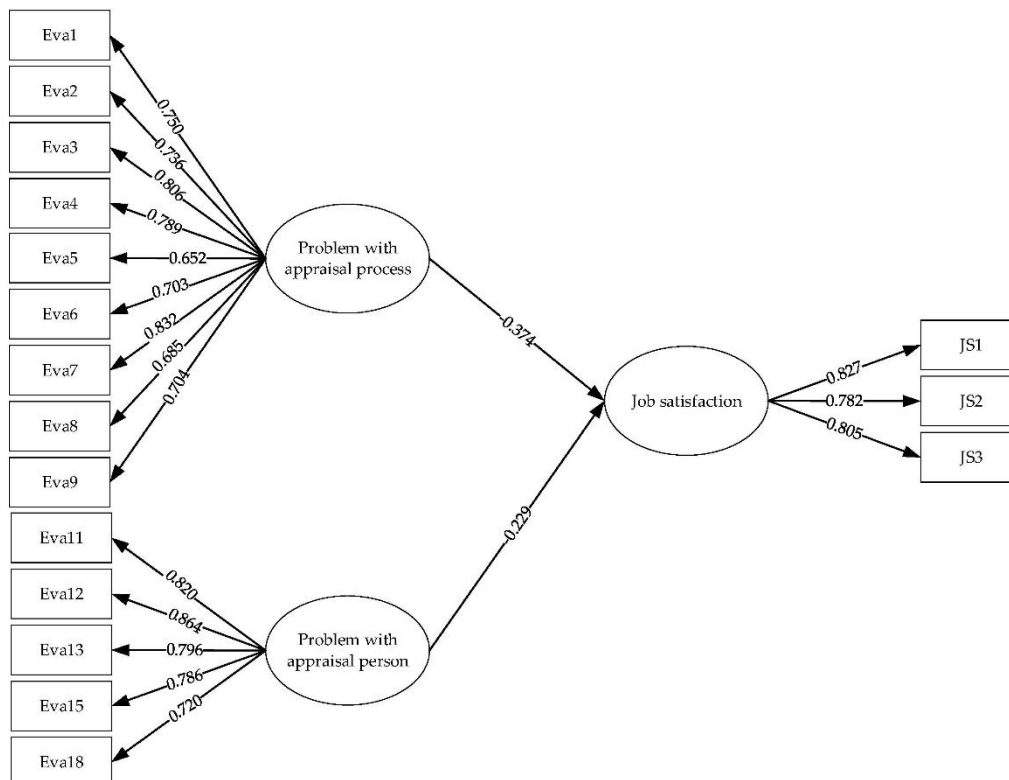 Eva1
Eva2
Eva3
Eva4
Eva5
Eva6
Eva7
Eva8
Eva9
0.750
0.736
0.806
0.789
0.652
0.703
0.832
0.685
0.704
Problem with
appraisal process
-0.374
Eva11
Eva12
Eva13
Eva15
Eva18
0.820
0.864
0.796
0.786
0.720
Problem with
appraisal person
-0.229
Job satisfaction
0.827
0.782
0.805
JS1
JS2
JS3